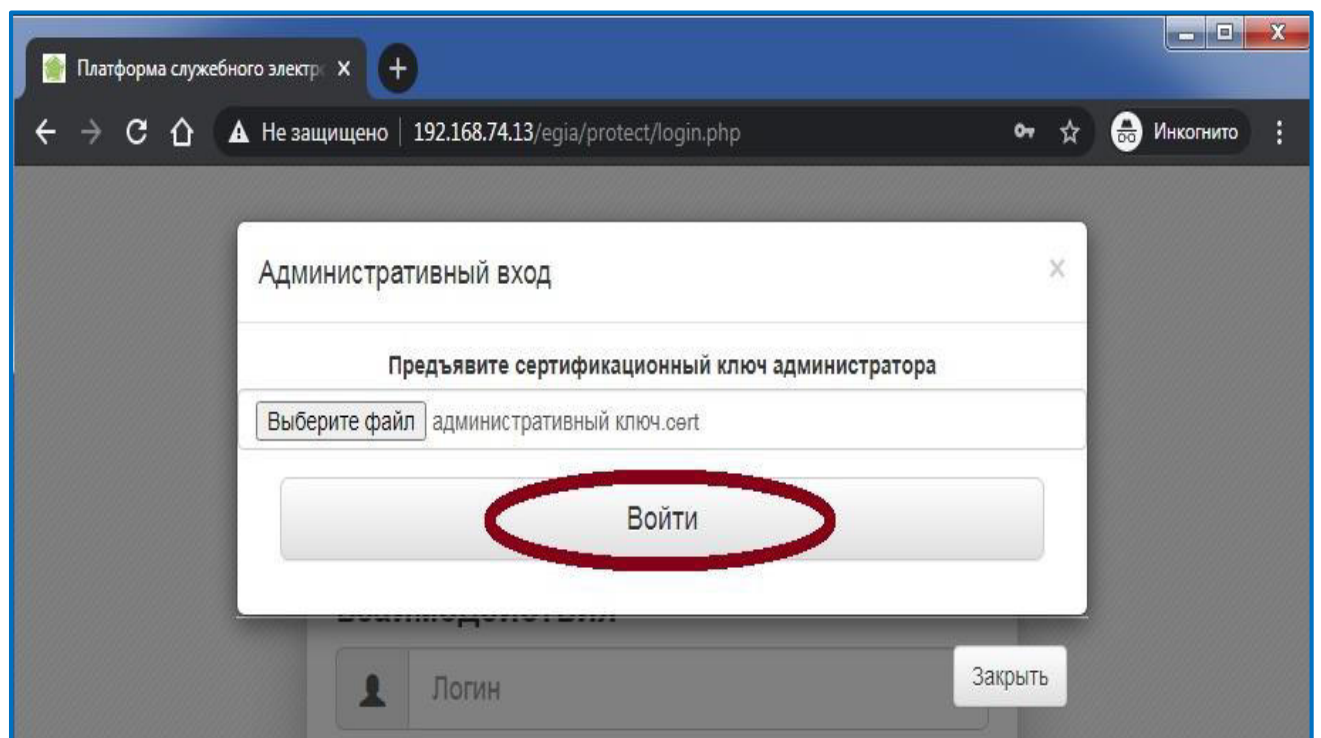 Платформа служебного электр
Не защищено 192.168.74.13/egia/protect/login.php Инкогнито
Административный вход
Предъявите сертификационный ключ администратора
Выберите файл административный ключ.cert
Войти
Логин
Закрыть